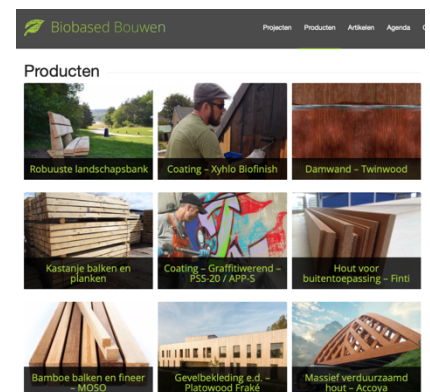 Biobased Bouwen
Projecten Producten Artikelen Agenda
Producten
Robuuste landschapsbank
Coating – Xyhlo Biofinish
Damwand – Twinwood
Kastanje balken en
planken
Coating – Graffitiwerend –
PSS-20 / APP-S
Hout voor
buitentoepassing – Finti
Bamboe balken en fineer
– MOSO
Gevelbekleding e.d. –
Platowood Fraké
Massief verduurzaamd
hout – Accoya